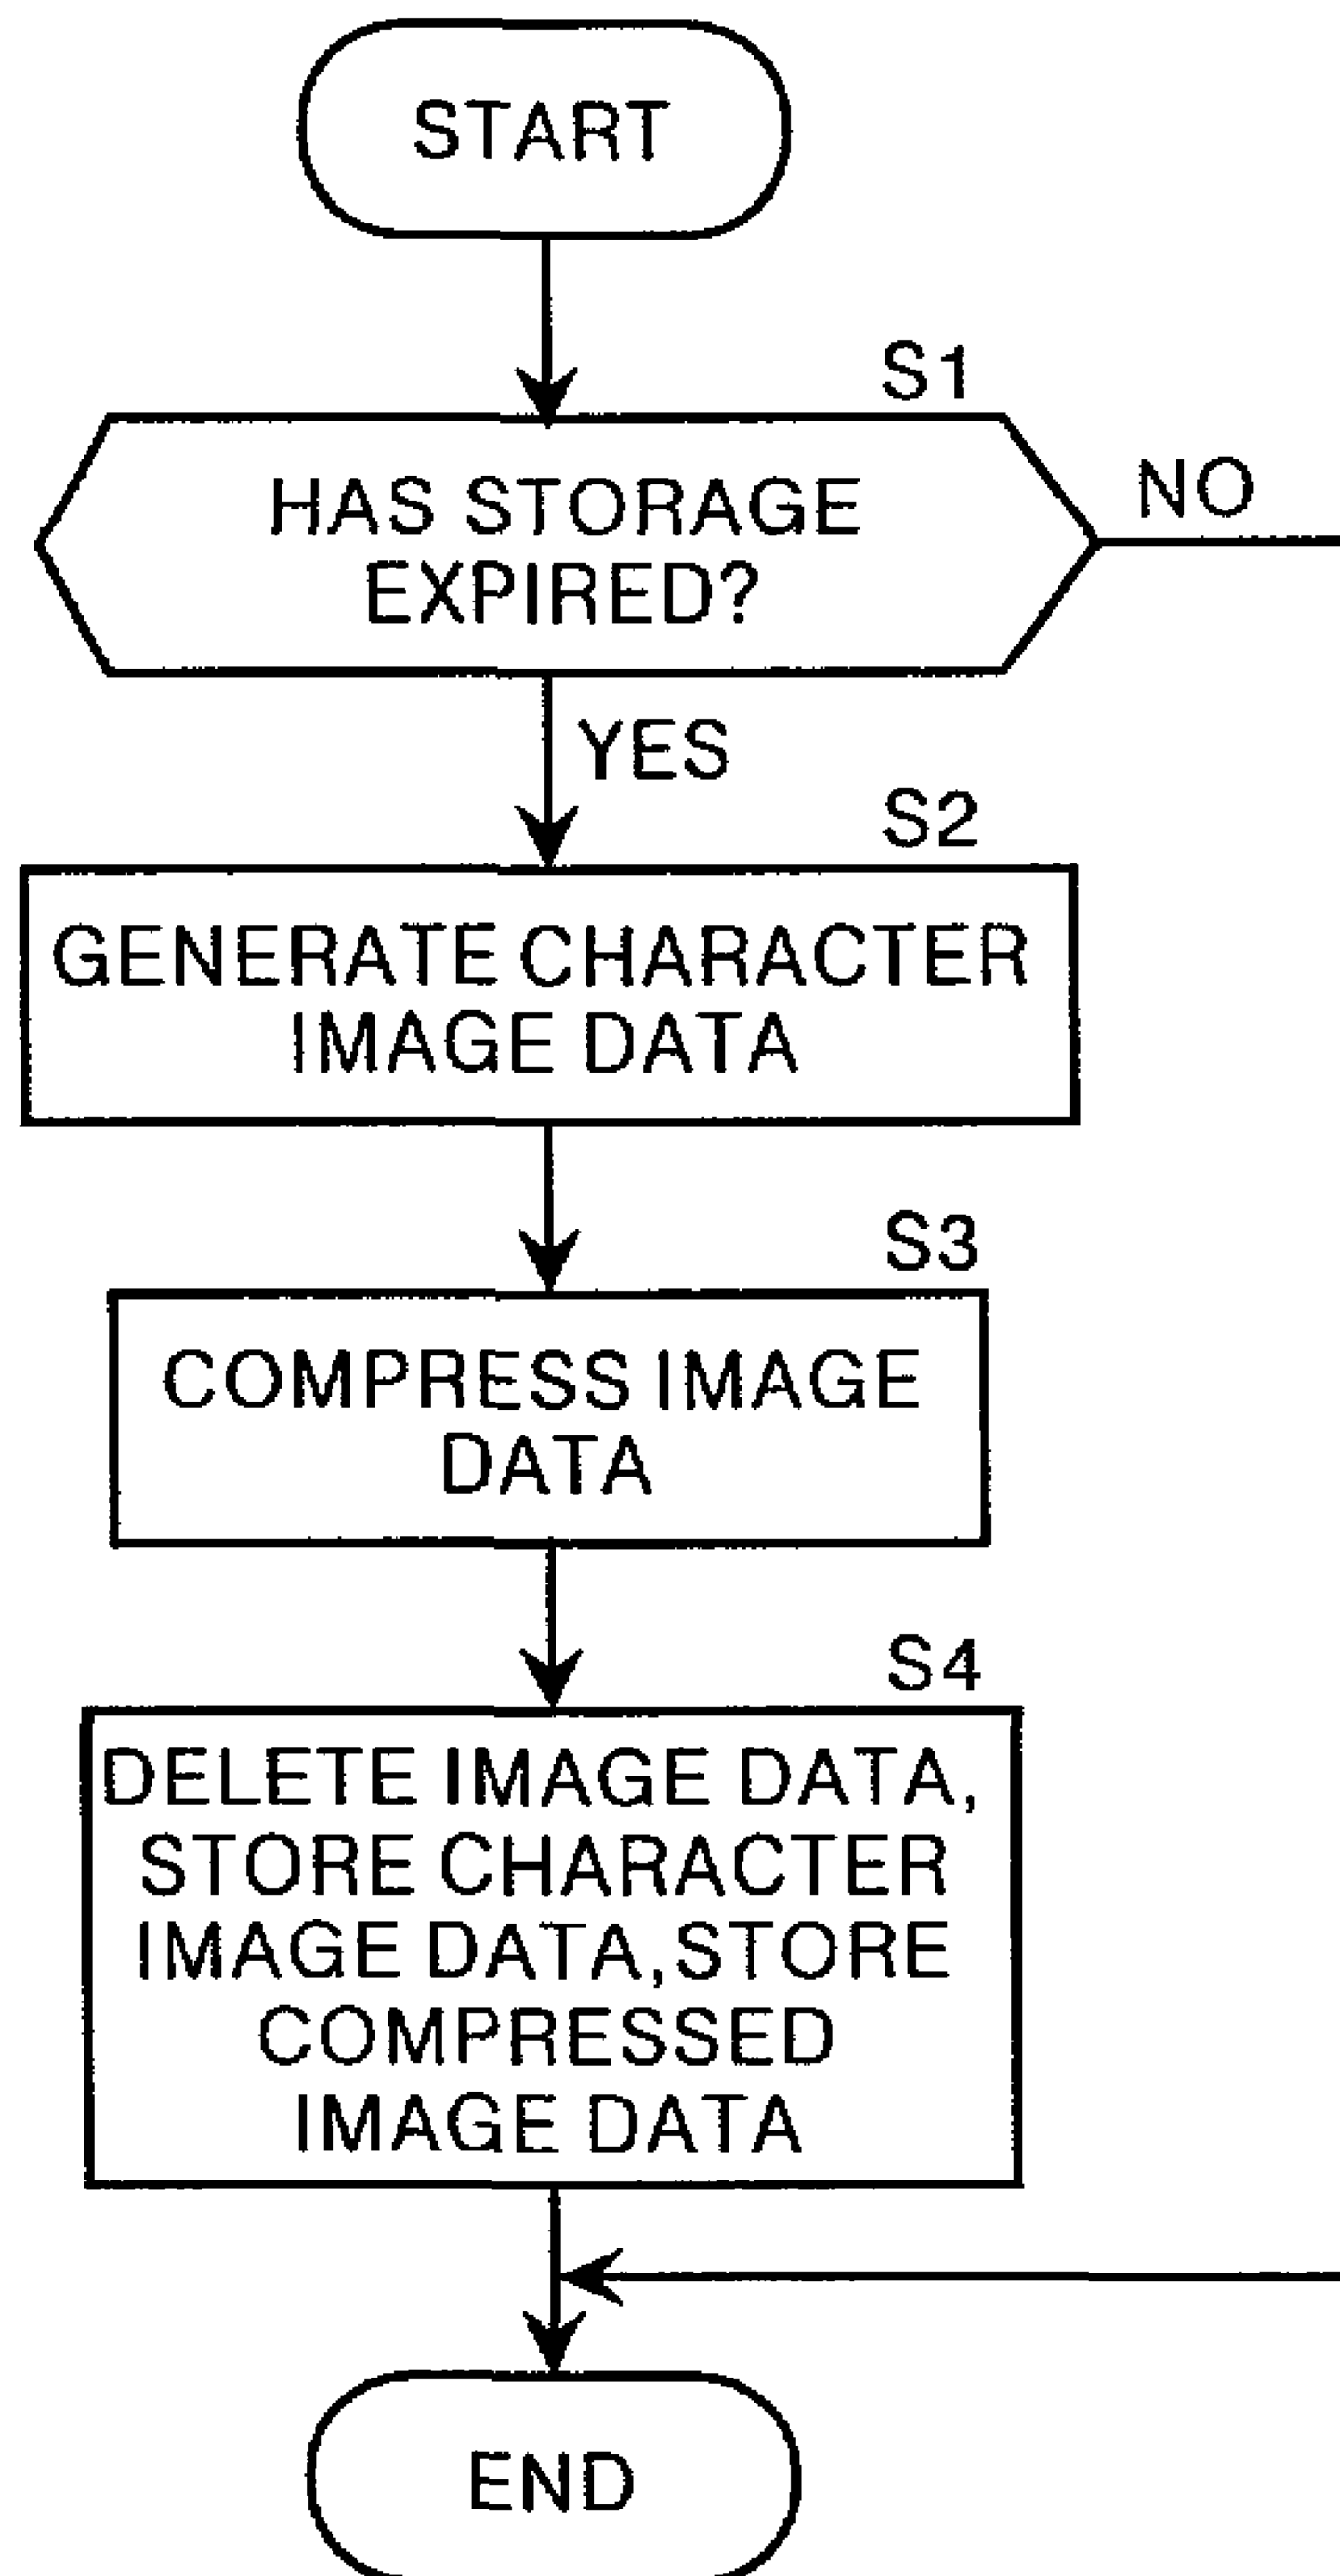 START
S1
HAS STORAGE
EXPIRED?
NO
YES
S2
GENERATE CHARACTER
IMAGE DATA
S3
COMPRESS IMAGE
DATA
S4
DELETE IMAGE DATA,
STORE CHARACTER
IMAGE DATA,STORE
COMPRESSED
IMAGE DATA
END